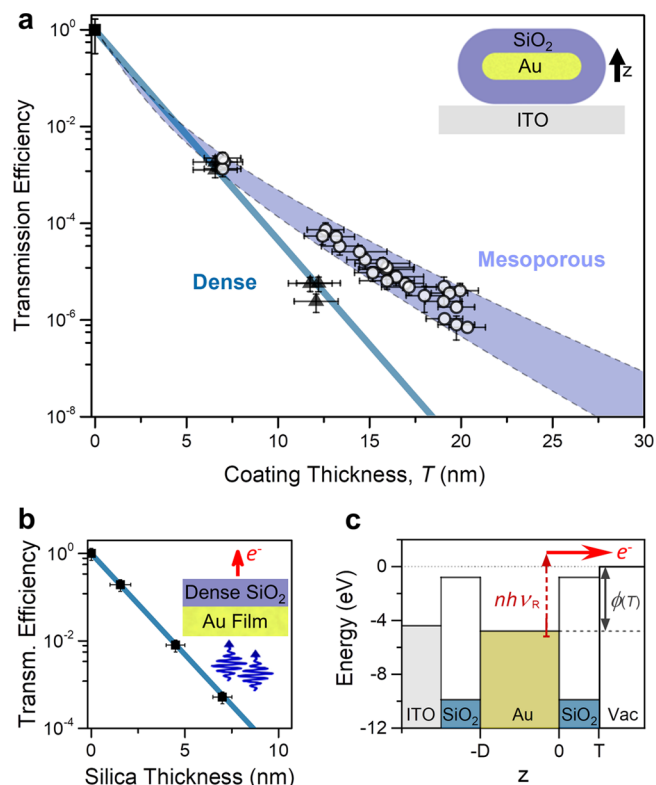 a
10^0
10^-2
10^-4
10^-6
10^-8
Transmission Efficiency
SiO2
Au
z
ITO
Dense
Mesoporous
0 5 10 15 20 25 30
Coating Thickness, T (nm)
b
10^0
10^-2
10^-4
Transm. Efficiency
e-
Dense SiO2
Au Film
0 5 10
Silica Thickness (nm)
c
0
-4
-8
-12
Energy (eV)
e-
nhνR
ϕ(T)
ITO SiO2 Au SiO2 Vac
-D 0 T
z